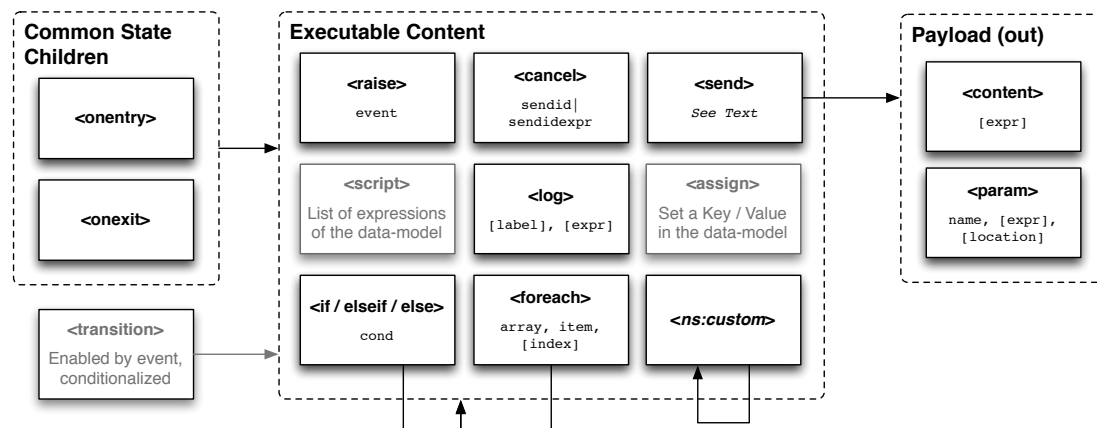 Common State
Children
<onentry>
<onexit>
<transition>
Enabled by event,
conditionalized
Executable Content
<raise>
event
<cancel>
sendid|
sendidexpr
<send>
See Text
<script>
List of expressions
of the data-model
<log>
[label], [expr]
<assign>
Set a Key / Value
in the data-model
<if / elseif / else>
cond
<foreach>
array, item,
[index]
<ns:custom>
Payload (out)
<content>
[expr]
<param>
name, [expr],
[location]